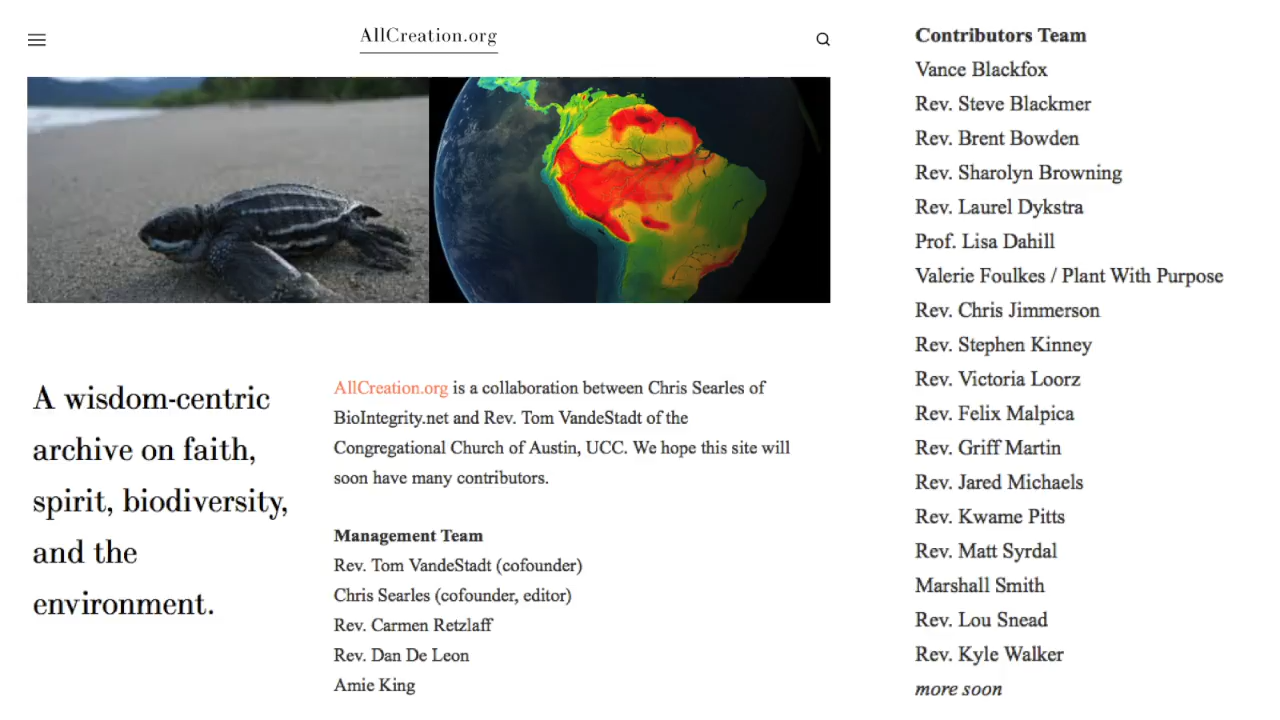 AllCreation.org
A wisdom-centric
archive on faith,
spirit, biodiversity,
and the
environment.
AllCreation.org is a collaboration between Chris Searles of
BioIntegrity.net and Rev. Tom VandeStadt of the
Congregational Church of Austin, UCC. We hope this site will
soon have many contributors.
Management Team
Rev. Tom VandeStadt (cofounder)
Chris Searles (cofounder, editor)
Rev. Carmen Retzlaff
Rev. Dan De Leon
Amie King
Contributors Team
Vance Blackfox
Rev. Steve Blackmer
Rev. Brent Bowden
Rev. Sharolyn Browning
Rev. Laurel Dykstra
Prof. Lisa Dahill
Valerie Foulkes / Plant With Purpose
Rev. Chris Jimmerson
Rev. Stephen Kinney
Rev. Victoria Loorz
Rev. Felix Malpica
Rev. Griff Martin
Rev. Jared Michaels
Rev. Kwame Pitts
Rev. Matt Syrdal
Marshall Smith
Rev. Lou Snead
Rev. Kyle Walker
more soon